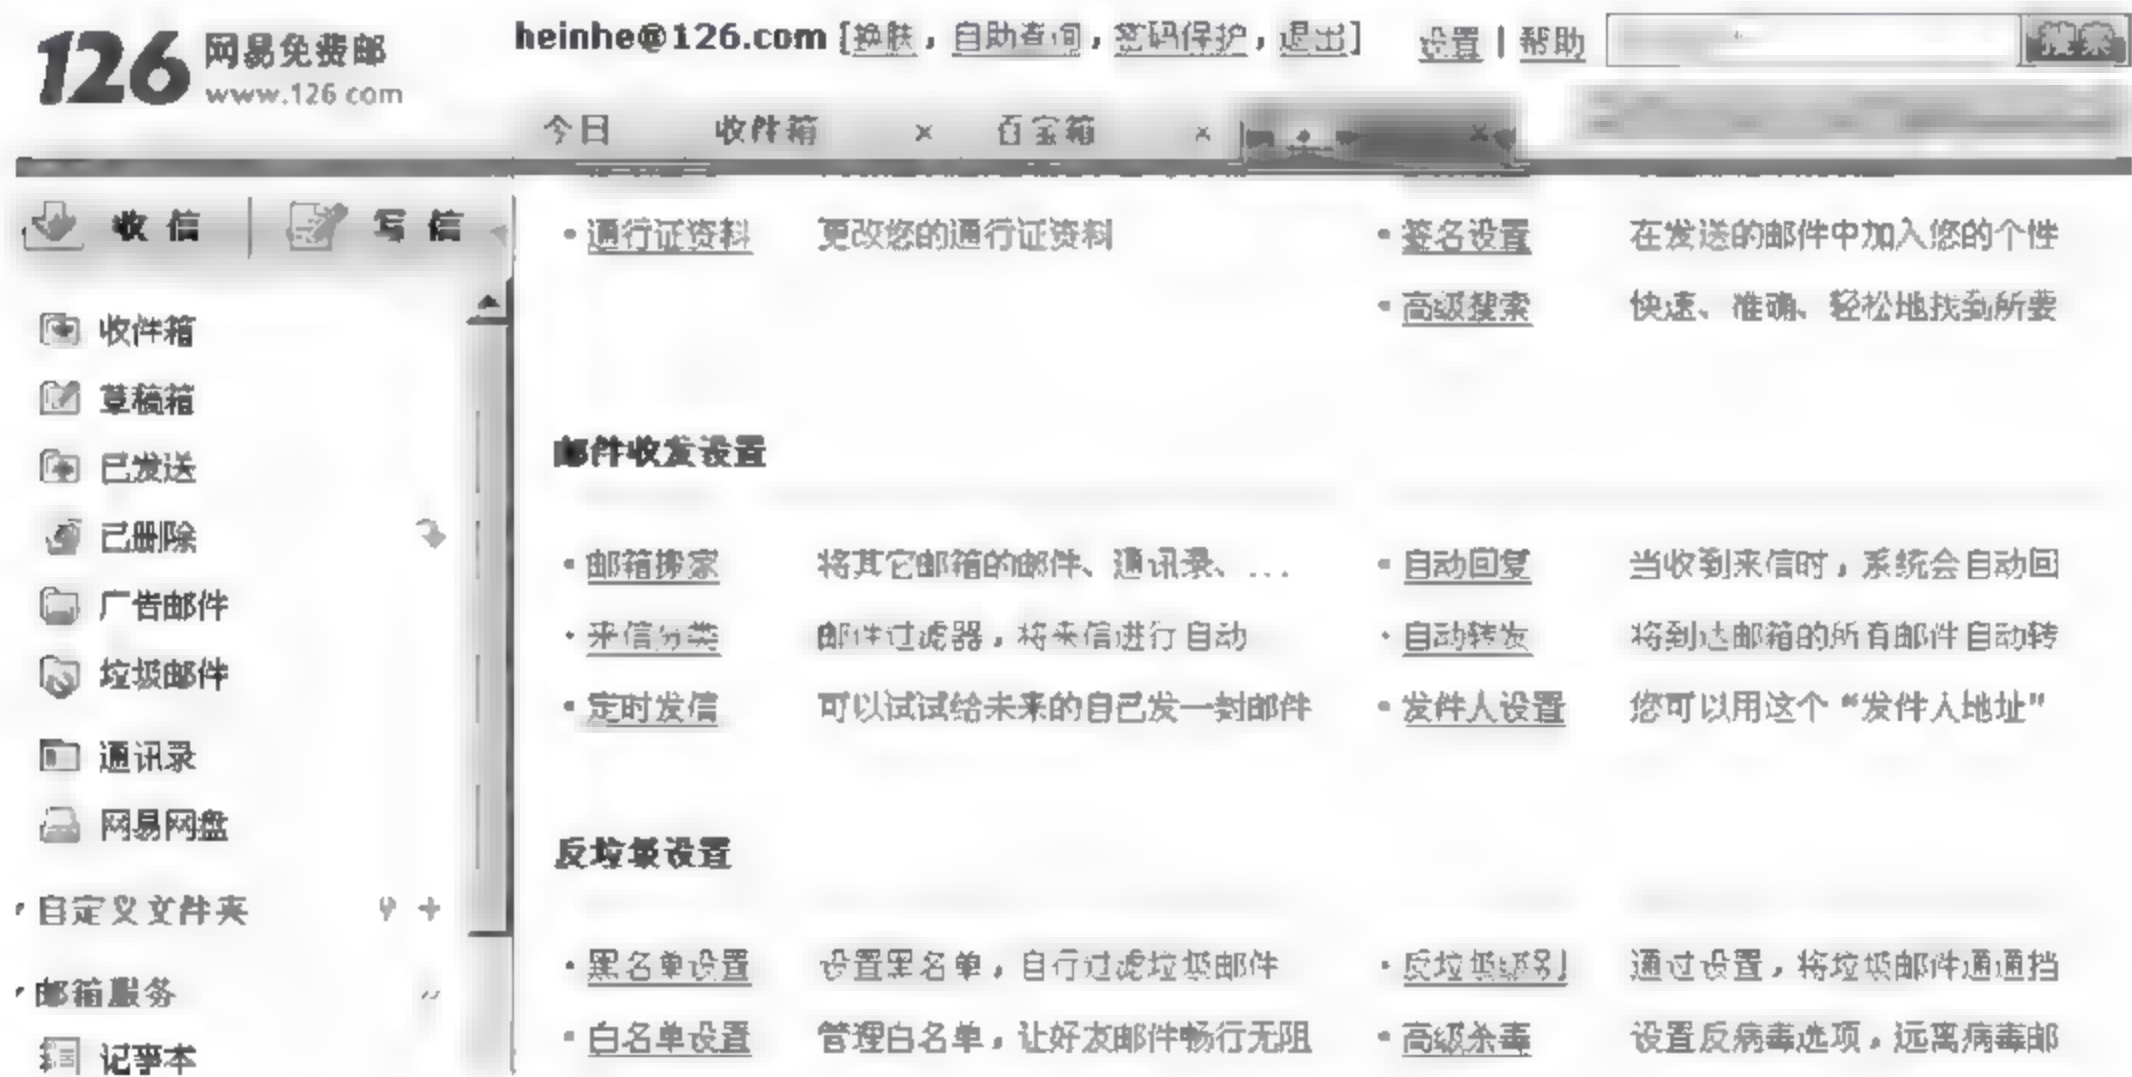 126 网易免费邮
www.126.com
heinhe@126.com [换肤，自助查询，密码保护，退出] 设置 | 帮助 搜索
今日 收件箱 × 百宝箱 × ×
收信 | 写信
收件箱
草稿箱
已发送
已删除
广告邮件
垃圾邮件
通讯录
网易网盘
自定义文件夹
邮箱服务
记事本
• 通行证资料 更改您的通行证资料 • 签名设置 在发送的邮件中加入您的个性
• 高级搜索 快速、准确、轻松地找到所要
邮件收发设置
• 邮箱搬家 将其它邮箱的邮件、通讯录、... • 自动回复 当收到来信时，系统会自动回
• 来信分类 邮件过滤器，将来信进行自动 • 自动转发 将到达邮箱的所有邮件自动转
• 定时发信 可以试试给未来的自己发一封邮件 • 发件人设置 您可以用这个“发件人地址”
反垃圾设置
• 黑名单设置 设置黑名单，自行过滤垃圾邮件 • 反垃圾级别 通过设置，将垃圾邮件通通挡
• 白名单设置 管理白名单，让好友邮件畅行无阻 • 高级杀毒 设置反病毒选项，远离病毒邮